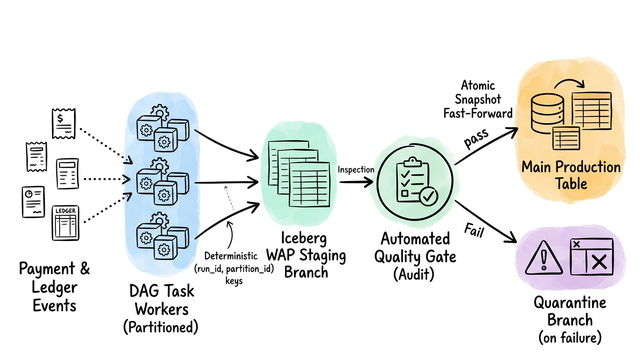 $
LEDGER
Payment &
Ledger
Events
DAG Task
Workers
(Partitioned)
Deterministic
(run_id, partition_id)
keys
Iceberg
WAP Staging
Branch
Inspection
Automated
Quality Gate
(Audit)
Atomic
Snapshot
Fast-Forward
pass
Fail
Main Production
Table
Quarantine
Branch
(on failure)